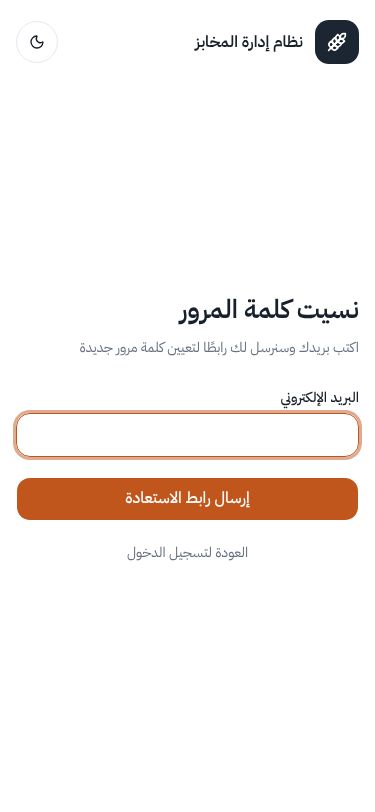 نظام إدارة المخابز
نسيت كلمة المرور
اكتب بريدك وسنرسل لك رابطًا لتعيين كلمة مرور جديدة
البريد الإلكتروني
إرسال رابط الاستعادة
العودة لتسجيل الدخول